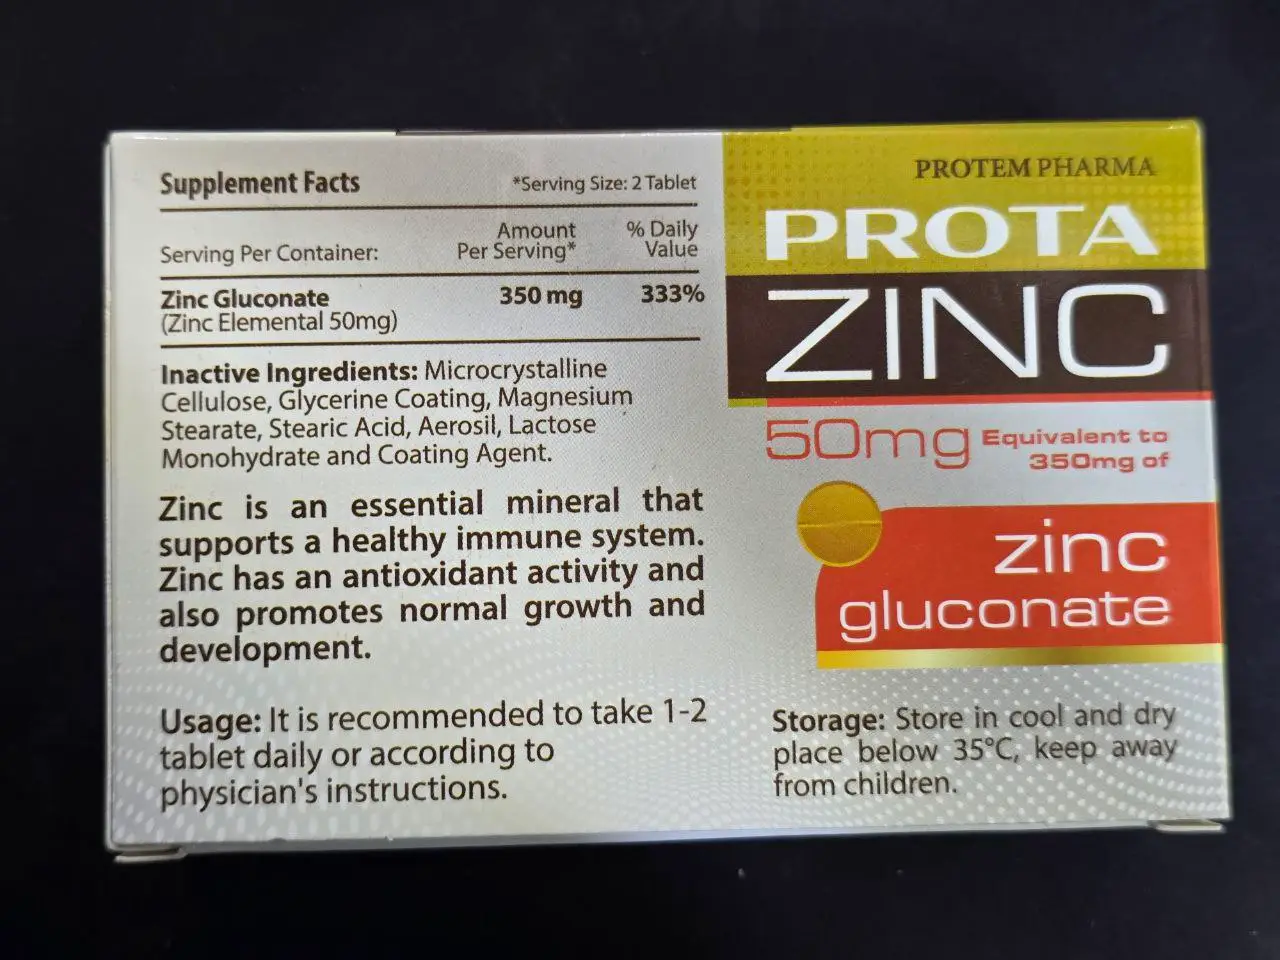 Supplement Facts
*Serving Size: 2 Tablet
Serving Per Container:
Amount
Per Serving*
% Daily
Value
Zinc Gluconate
350 mg
333%
(Zinc Elemental 50mg)
Inactive Ingredients: Microcrystalline
Cellulose, Glycerine Coating, Magnesium
Stearate, Stearic Acid, Aerosil, Lactose
Monohydrate and Coating Agent.
Zinc is an essential mineral that
supports a healthy immune system.
Zinc has an antioxidant activity and
also promotes normal growth and
development.
Usage: It is recommended to take 1-2
tablet daily or according to
physician's instructions.
PROTEM PHARMA
PROTA
ZINC
50mg Equivalent to
350mg of
zinc
gluconate
Storage: Store in cool and dry
place below 35°C, keep away
from children.